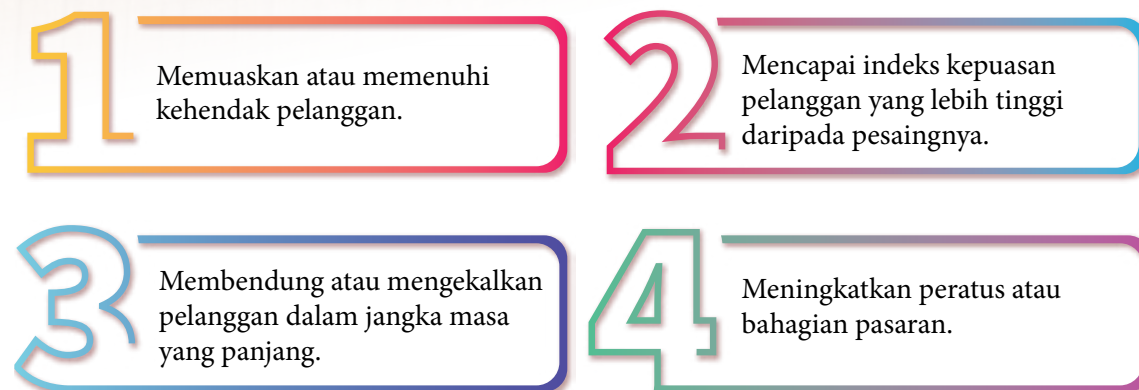 1
Memuaskan atau memenuhi
kehendak pelanggan.
2
Mencapai indeks kepuasan
pelanggan yang lebih tinggi
daripada pesaingnya.
3
Membendung atau mengekalkan
pelanggan dalam jangka masa
yang panjang.
4
Meningkatkan peratus atau
bahagian pasaran.